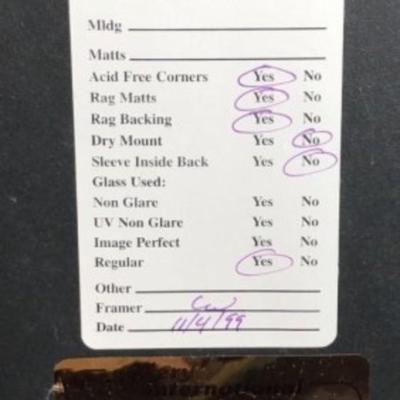 Mldg
Matts
Acid Free Corners Yes No
Rag Matts Yes No
Rag Backing Yes No
Dry Mount Yes No
Sleeve Inside Back Yes No
Glass Used:
Non Glare Yes No
UV Non Glare Yes No
Image Perfect Yes No
Regular Yes No
Other
Framer
Date 11/4/99
International